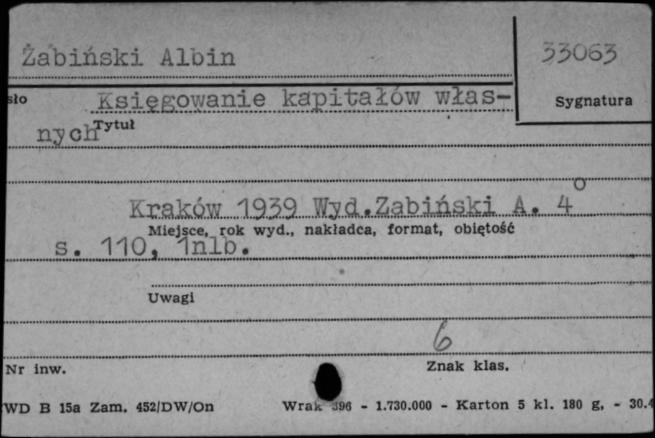 Żabiński Albin
33063
sło
Księgowanie kapitałów włas-
Sygnatura
Tytuł
nych
Kraków 1939 Wyd.Zabiński A. 4°
Miejsce, rok wyd., nakładca, format, obiętość
s. 110, 1nlb.
Uwagi
6
Nr inw.
Znak klas.
WD B 15a Zam. 452/DW/On
Wrak 396 - 1.730.000 - Karton 5 kl. 180 g, - 30.4